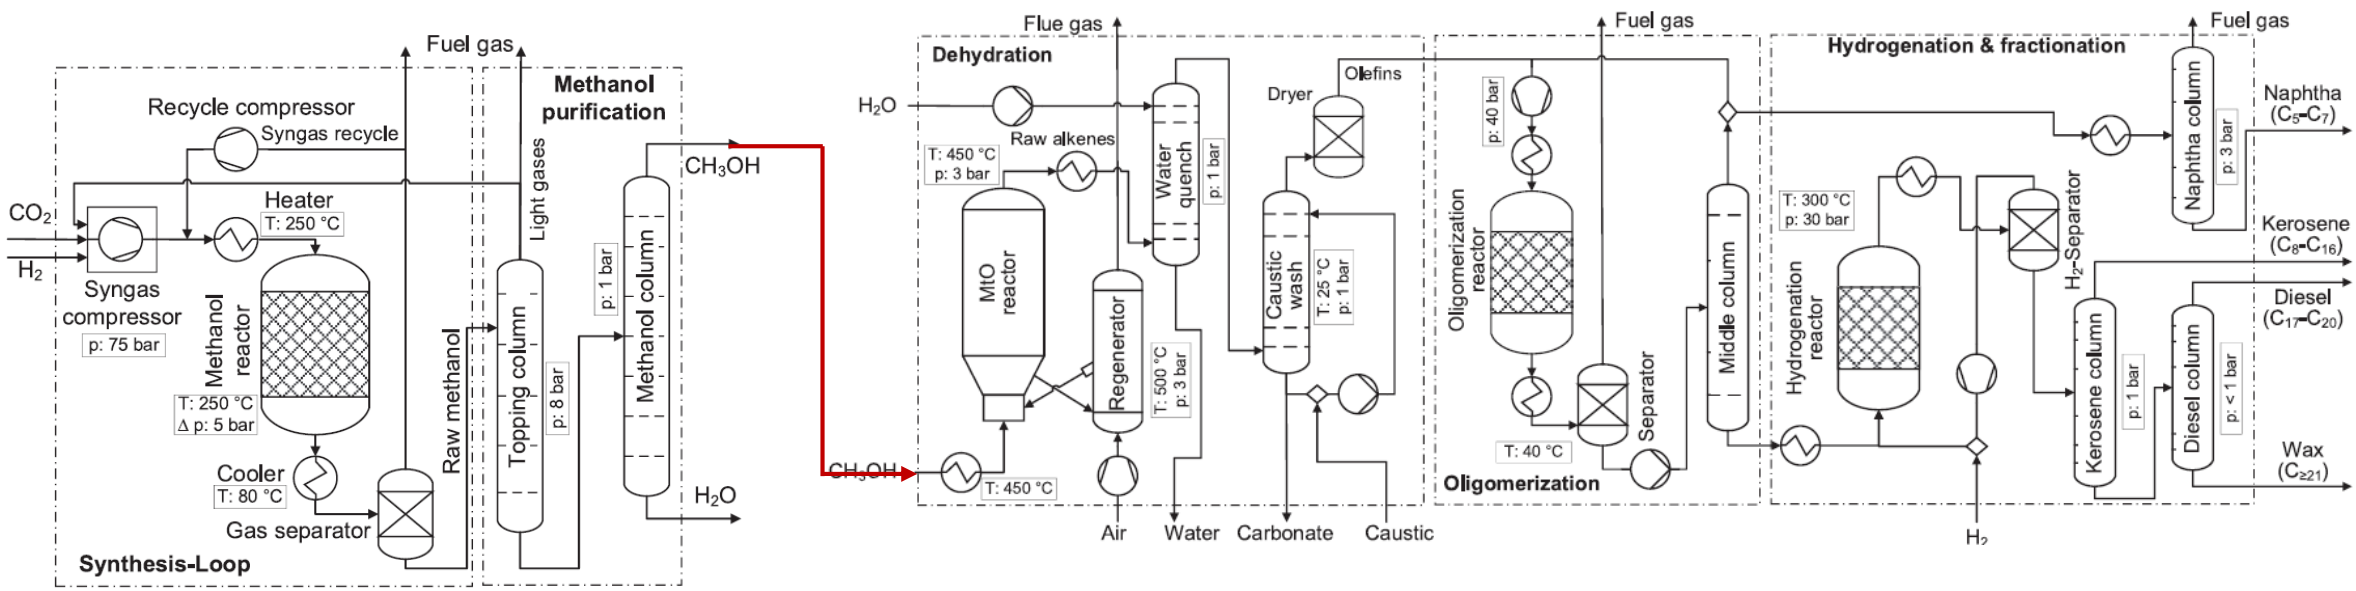 Fuel gas
Recycle compressor
Syngas recycle
Methanol
purification
Light gases
CO₂
H₂
Heater
T: 250 °C
Syngas
compressor
p: 75 bar
Methanol
reactor
T: 250 °C
Δ p: 5 bar
Cooler
T: 80 °C
Gas separator
Synthesis-Loop
Raw methanol
Topping column
p: 8 bar
p: 1 bar
Methanol column
CH₃OH
H₂O
Flue gas
Dehydration
H₂O
Raw alkenes
T: 450 °C
p: 3 bar
MtO
reactor
Regenerator
T: 500 °C
p: 3 bar
CH₃OH
T: 450 °C
Air
Water
quench
p: 1 bar
Water
Caustic
wash
T: 25 °C
p: 1 bar
Dryer
Olefins
Carbonate
Caustic
Fuel gas
p: 40 bar
Oligomerization
reactor
T: 40 °C
Separator
Oligomerization
Middle column
Hydrogenation & fractionation
T: 300 °C
p: 30 bar
Hydrogenation
reactor
H₂-Separator
H₂
Kerosene column
p: 1 bar
Diesel column
p: < 1 bar
Naphtha column
p: 3 bar
Fuel gas
Naphtha
(C₅–C₇)
Kerosene
(C₈–C₁₆)
Diesel
(C₁₇–C₂₀)
Wax
(C≥₂₁)